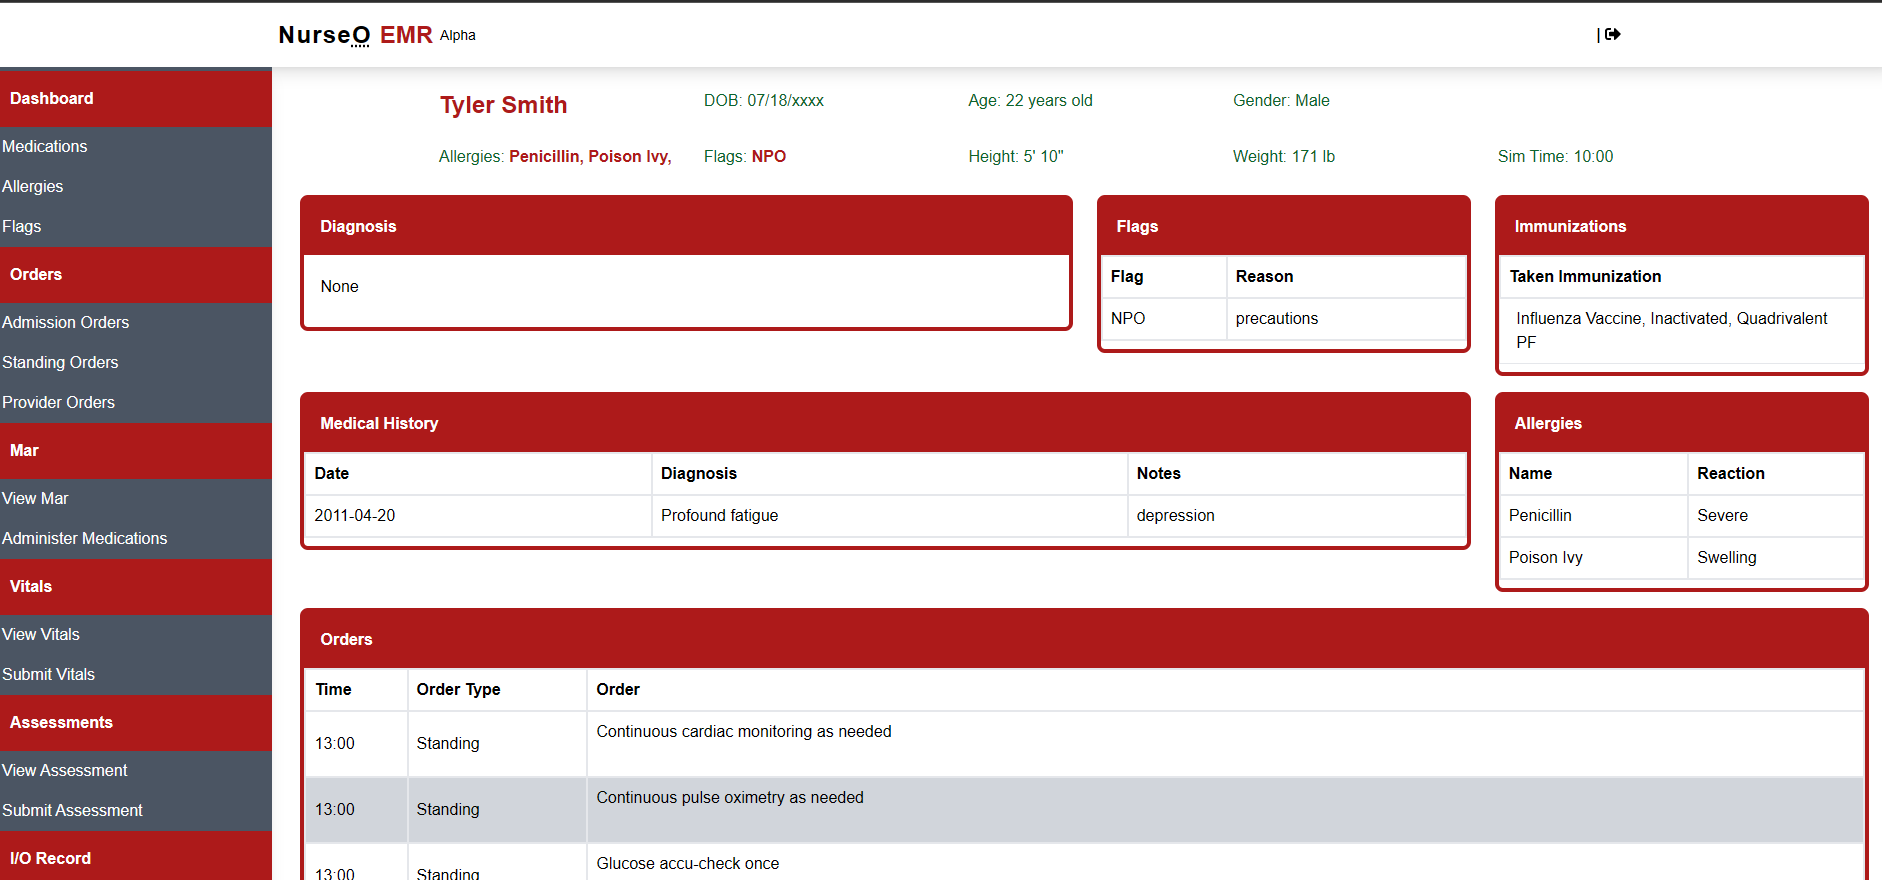 NurseO EMR Alpha |
Dashboard
Medications
Allergies
Flags
Orders
Admission Orders
Standing Orders
Provider Orders
Mar
View Mar
Administer Medications
Vitals
View Vitals
Submit Vitals
Assessments
View Assessment
Submit Assessment
I/O Record
Tyler Smith DOB: 07/18/xxxx Age: 22 years old Gender: Male
Allergies: Penicillin, Poison Ivy, Flags: NPO Height: 5' 10" Weight: 171 lb Sim Time: 10:00
Diagnosis
None
Flags
Flag Reason
NPO precautions
Immunizations
Taken Immunization
Influenza Vaccine, Inactivated, Quadrivalent
PF
Medical History
Date Diagnosis Notes
2011-04-20 Profound fatigue depression
Allergies
Name Reaction
Penicillin Severe
Poison Ivy Swelling
Orders
Time Order Type Order
13:00 Standing Continuous cardiac monitoring as needed
13:00 Standing Continuous pulse oximetry as needed
13:00 Standing Glucose accu-check once